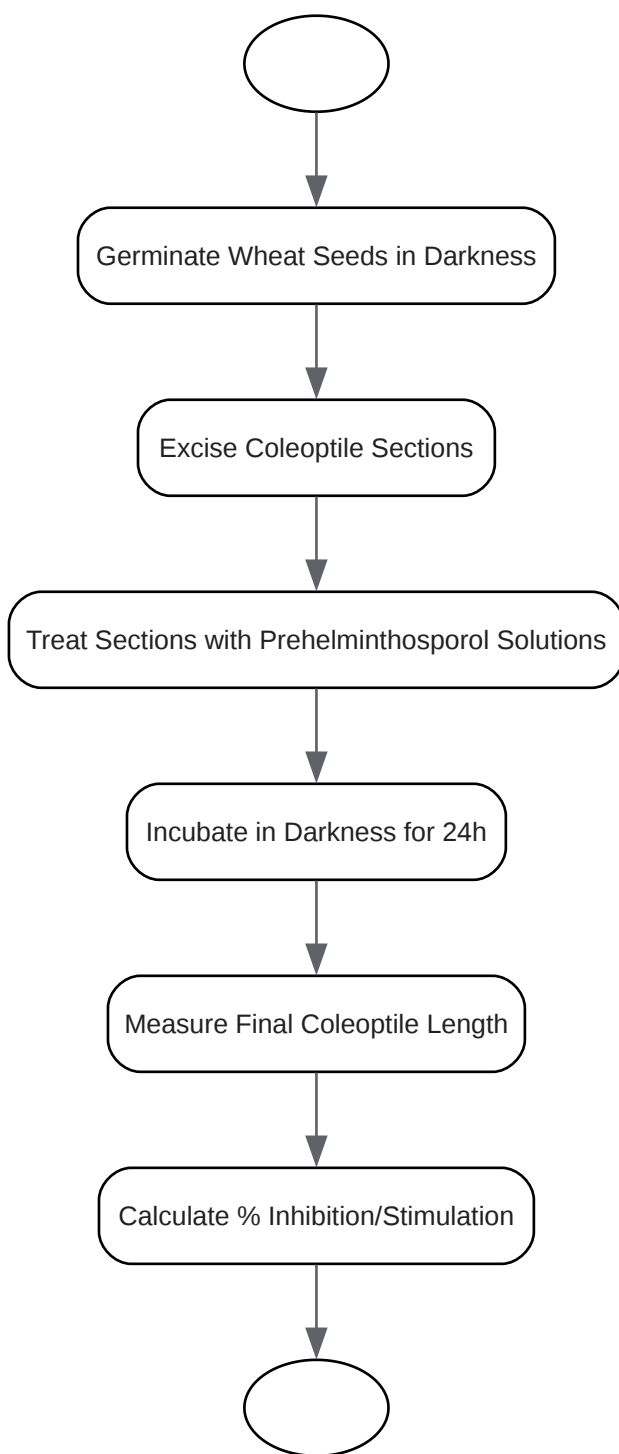 Germinate Wheat Seeds in Darkness
Excise Coleoptile Sections
Treat Sections with Prehelminthosporol Solutions
Incubate in Darkness for 24h
Measure Final Coleoptile Length
Calculate % Inhibition/Stimulation